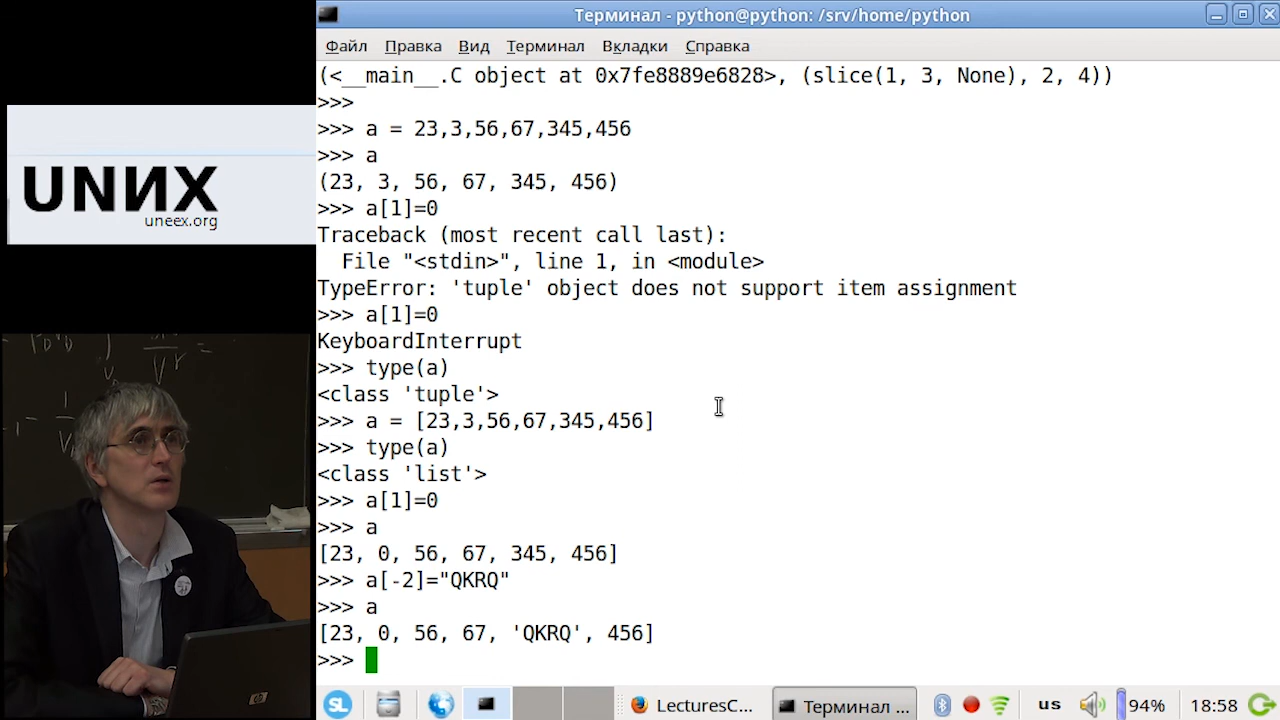 UNИX
uneex.org
Терминал - python@python: /srv/home/python
Файл Правка Вид Терминал Вкладки Справка
(<__main__.C object at 0x7fe8889e6828>, (slice(1, 3, None), 2, 4))
>>>
>>> a = 23,3,56,67,345,456
>>> a
(23, 3, 56, 67, 345, 456)
>>> a[1]=0
Traceback (most recent call last):
  File "<stdin>", line 1, in <module>
TypeError: 'tuple' object does not support item assignment
>>> a[1]=0
KeyboardInterrupt
>>> type(a)
<class 'tuple'>
>>> a = [23,3,56,67,345,456]
>>> type(a)
<class 'list'>
>>> a[1]=0
>>> a
[23, 0, 56, 67, 345, 456]
>>> a[-2]="QKRQ"
>>> a
[23, 0, 56, 67, 'QKRQ', 456]
>>>
SL LecturesC... Терминал ... us 94% 18:58
hp